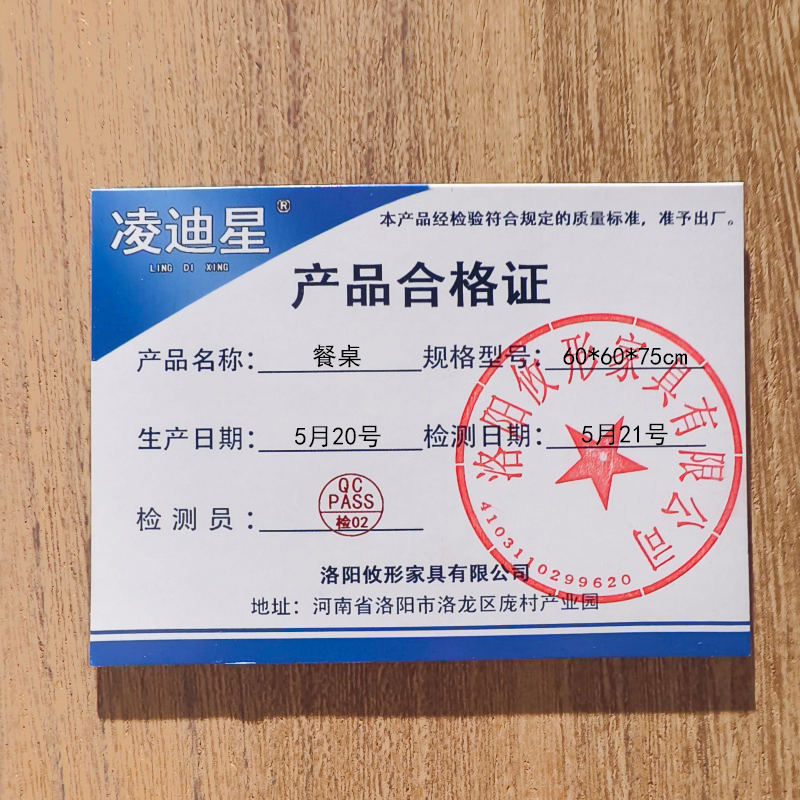 凌迪星®
LING DI XING
本产品经检验符合规定的质量标准，准予出厂。
产品合格证
产品名称：餐桌 规格型号：60*60*75cm
生产日期：5月20号 检测日期：5月21号
检测员：
QC
PASS
检02
洛阳攸形家具有限公司
4103110299620
洛阳攸形家具有限公司
地址：河南省洛阳市洛龙区庞村产业园